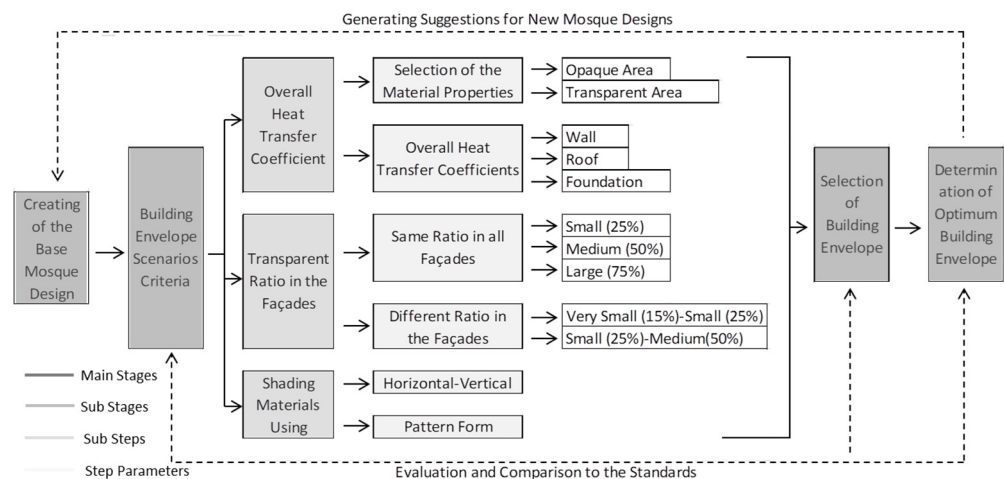 Generating Suggestions for New Mosque Designs
Creating
of the
Base
Mosque
Design
Building
Envelope
Scenarios
Criteria
Overall
Heat
Transfer
Coefficient
Selection of the
Material Properties
Opaque Area
Transparent Area
Overall Heat
Transfer Coefficients
Wall
Roof
Foundation
Transparent
Ratio in the
Façades
Same Ratio in all
Façades
Small (25%)
Medium (50%)
Large (75%)
Different Ratio in
the Façades
Very Small (15%)-Small (25%)
Small (25%)-Medium(50%)
Shading
Materials
Using
Horizontal-Vertical
Pattern Form
Selection
of
Building
Envelope
Determin
ation of
Optimum
Building
Envelope
Main Stages
Sub Stages
Sub Steps
Step Parameters
Evaluation and Comparison to the Standards